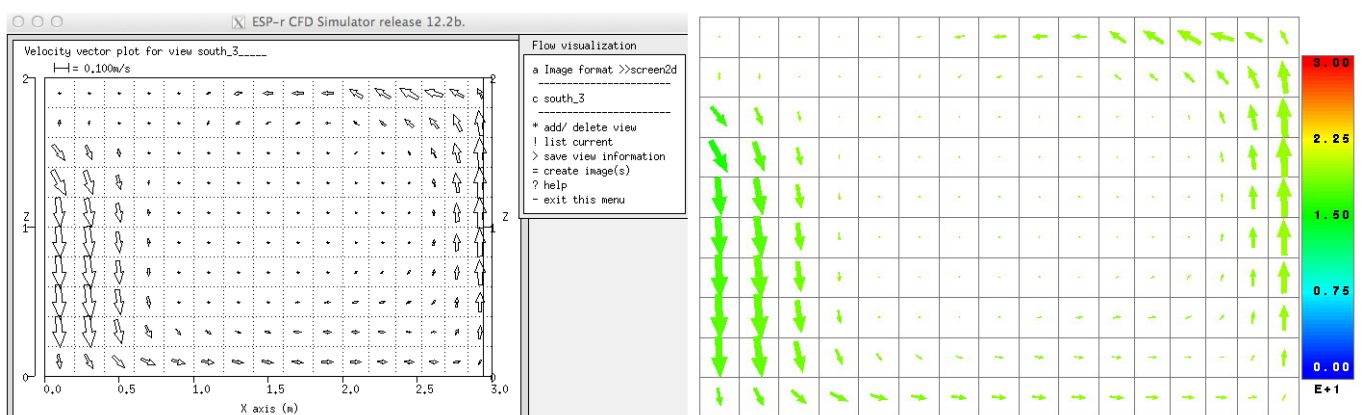 ESP-r CFD Simulator release 12.2b.
Velocity vector plot for view south_3_____
= 0.100m/s
2
1
0
2
Z
1
0
Z
0.0 0.5 1.0 1.5 2.0 2.5 3.0
X axis (m)
Flow visualization
a Image format >>screen2d
----------------------
c south_3
----------------------
* add/ delete view
! list current
> save view information
= create image(s)
? help
- exit this menu
3.00
2.25
1.50
0.75
0.00
E+1